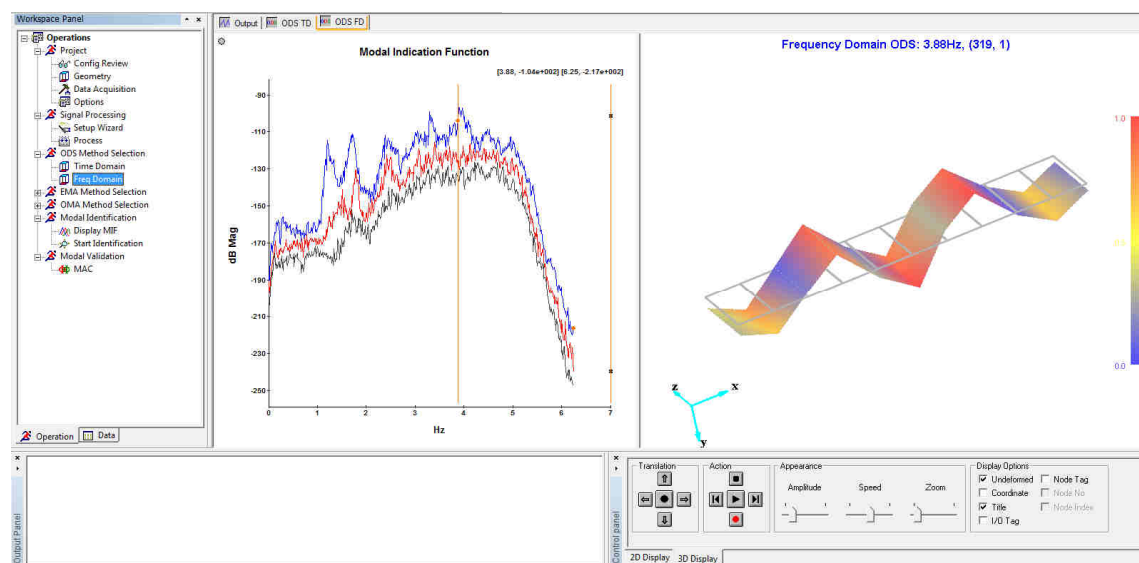 Workspace Panel
Operations
Project
Config Review
Geometry
Data Acquisition
Options
Signal Processing
Setup Wizard
Process
ODS Method Selection
Time Domain
Freq Domain
EMA Method Selection
OMA Method Selection
Modal Identification
Display MIF
Start Identification
Modal Validation
MAC
Operation
Data
Output
ODS TD
ODS FD
Modal Indication Function
[3.88, -1.04e+002] [6.25, -2.17e+002]
dB Mag
-90
-110
-130
-150
-170
-190
-210
-230
-250
0 1 2 3 4 5 6 7
Hz
Frequency Domain ODS: 3.88Hz, (319, 1)
1.0
0.0
z
x
y
Output Panel
Control panel
Translation
Action
Appearance
Amplitude
Speed
Zoom
Display Options
Undeformed
Node Tag
Coordinate
Node No
Title
Node Index
I/O Tag
2D Display
3D Display